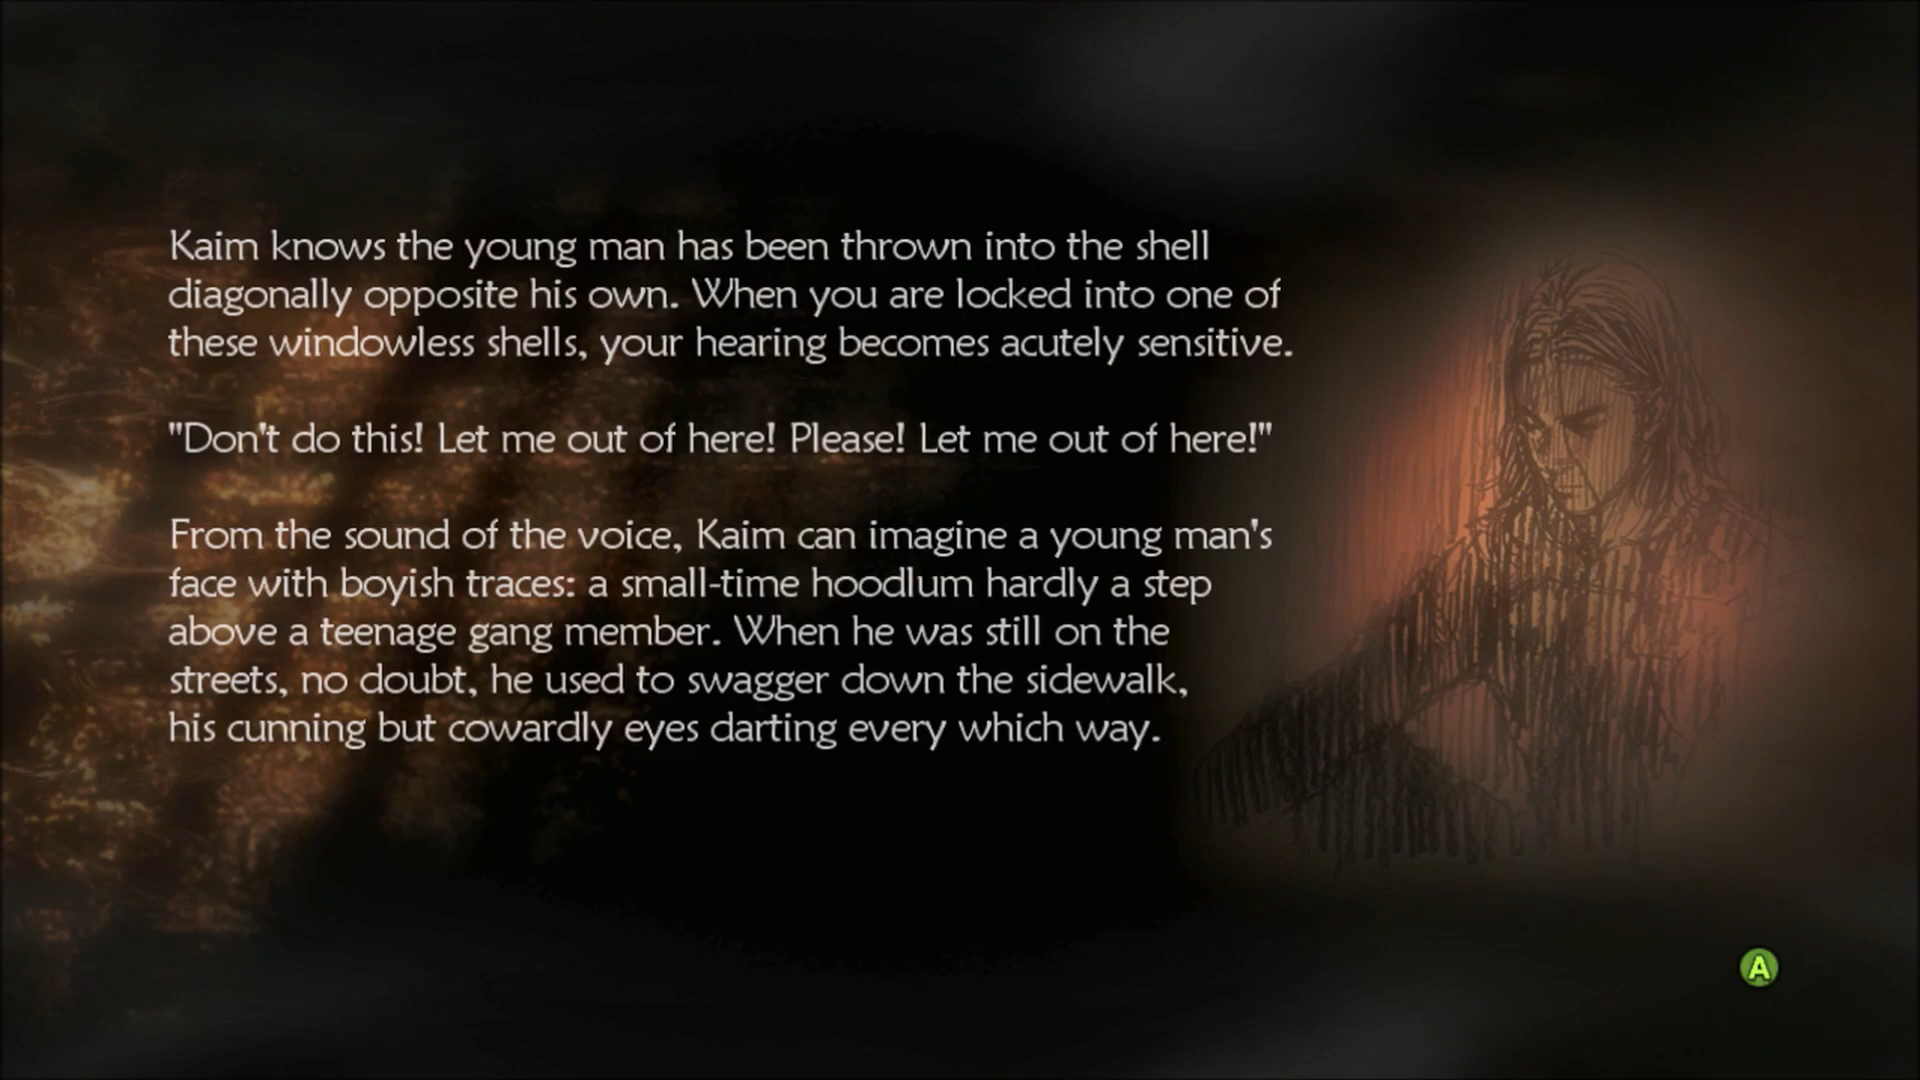 Kaim knows the young man has been thrown into the shell
diagonally opposite his own. When you are locked into one of
these windowless shells, your hearing becomes acutely sensitive.
"Don't do this! Let me out of here! Please! Let me out of here!"
From the sound of the voice, Kaim can imagine a young man's
face with boyish traces: a small-time hoodlum hardly a step
above a teenage gang member. When he was still on the
streets, no doubt, he used to swagger down the sidewalk,
his cunning but cowardly eyes darting every which way.
A